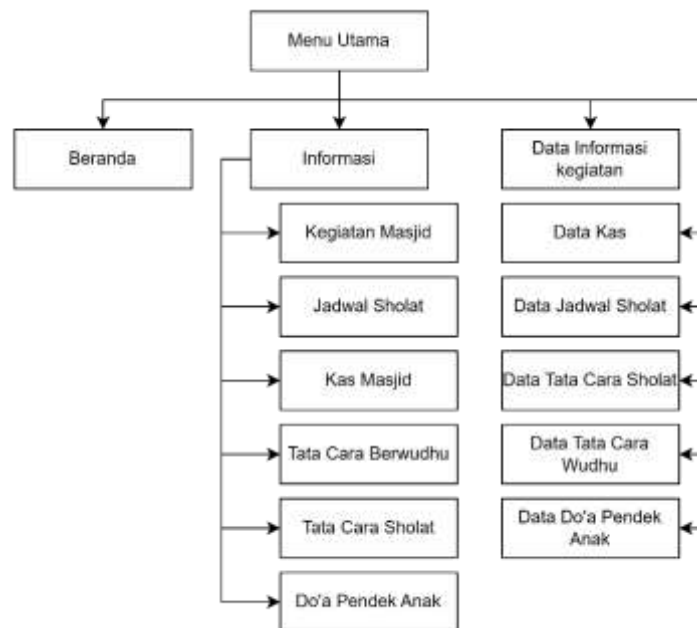 Menu Utama
Beranda
Informasi
Data Informasi
kegiatan
Kegiatan Masjid
Data Kas
Jadwal Sholat
Data Jadwal Sholat
Kas Masjid
Data Tata Cara Sholat
Tata Cara Berwudhu
Data Tata Cara
Wudhu
Tata Cara Sholat
Data Do'a Pendek
Anak
Do'a Pendek Anak